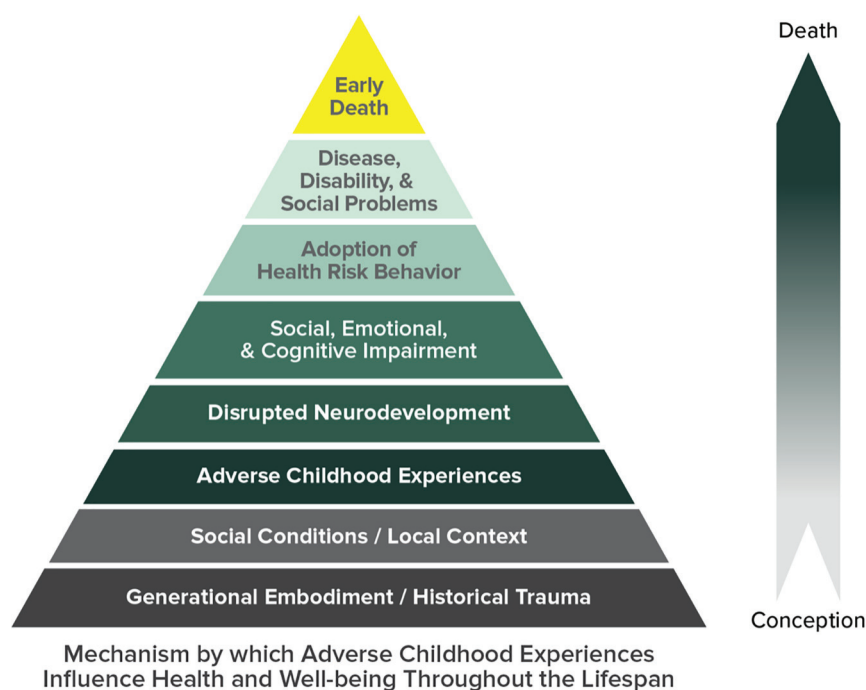 Death
Early
Death
Disease,
Disability, &
Social Problems
Adoption of
Health Risk Behavior
Social, Emotional,
& Cognitive Impairment
Disrupted Neurodevelopment
Adverse Childhood Experiences
Social Conditions / Local Context
Generational Embodiment / Historical Trauma
Conception
Mechanism by which Adverse Childhood Experiences
Influence Health and Well-being Throughout the Lifespan